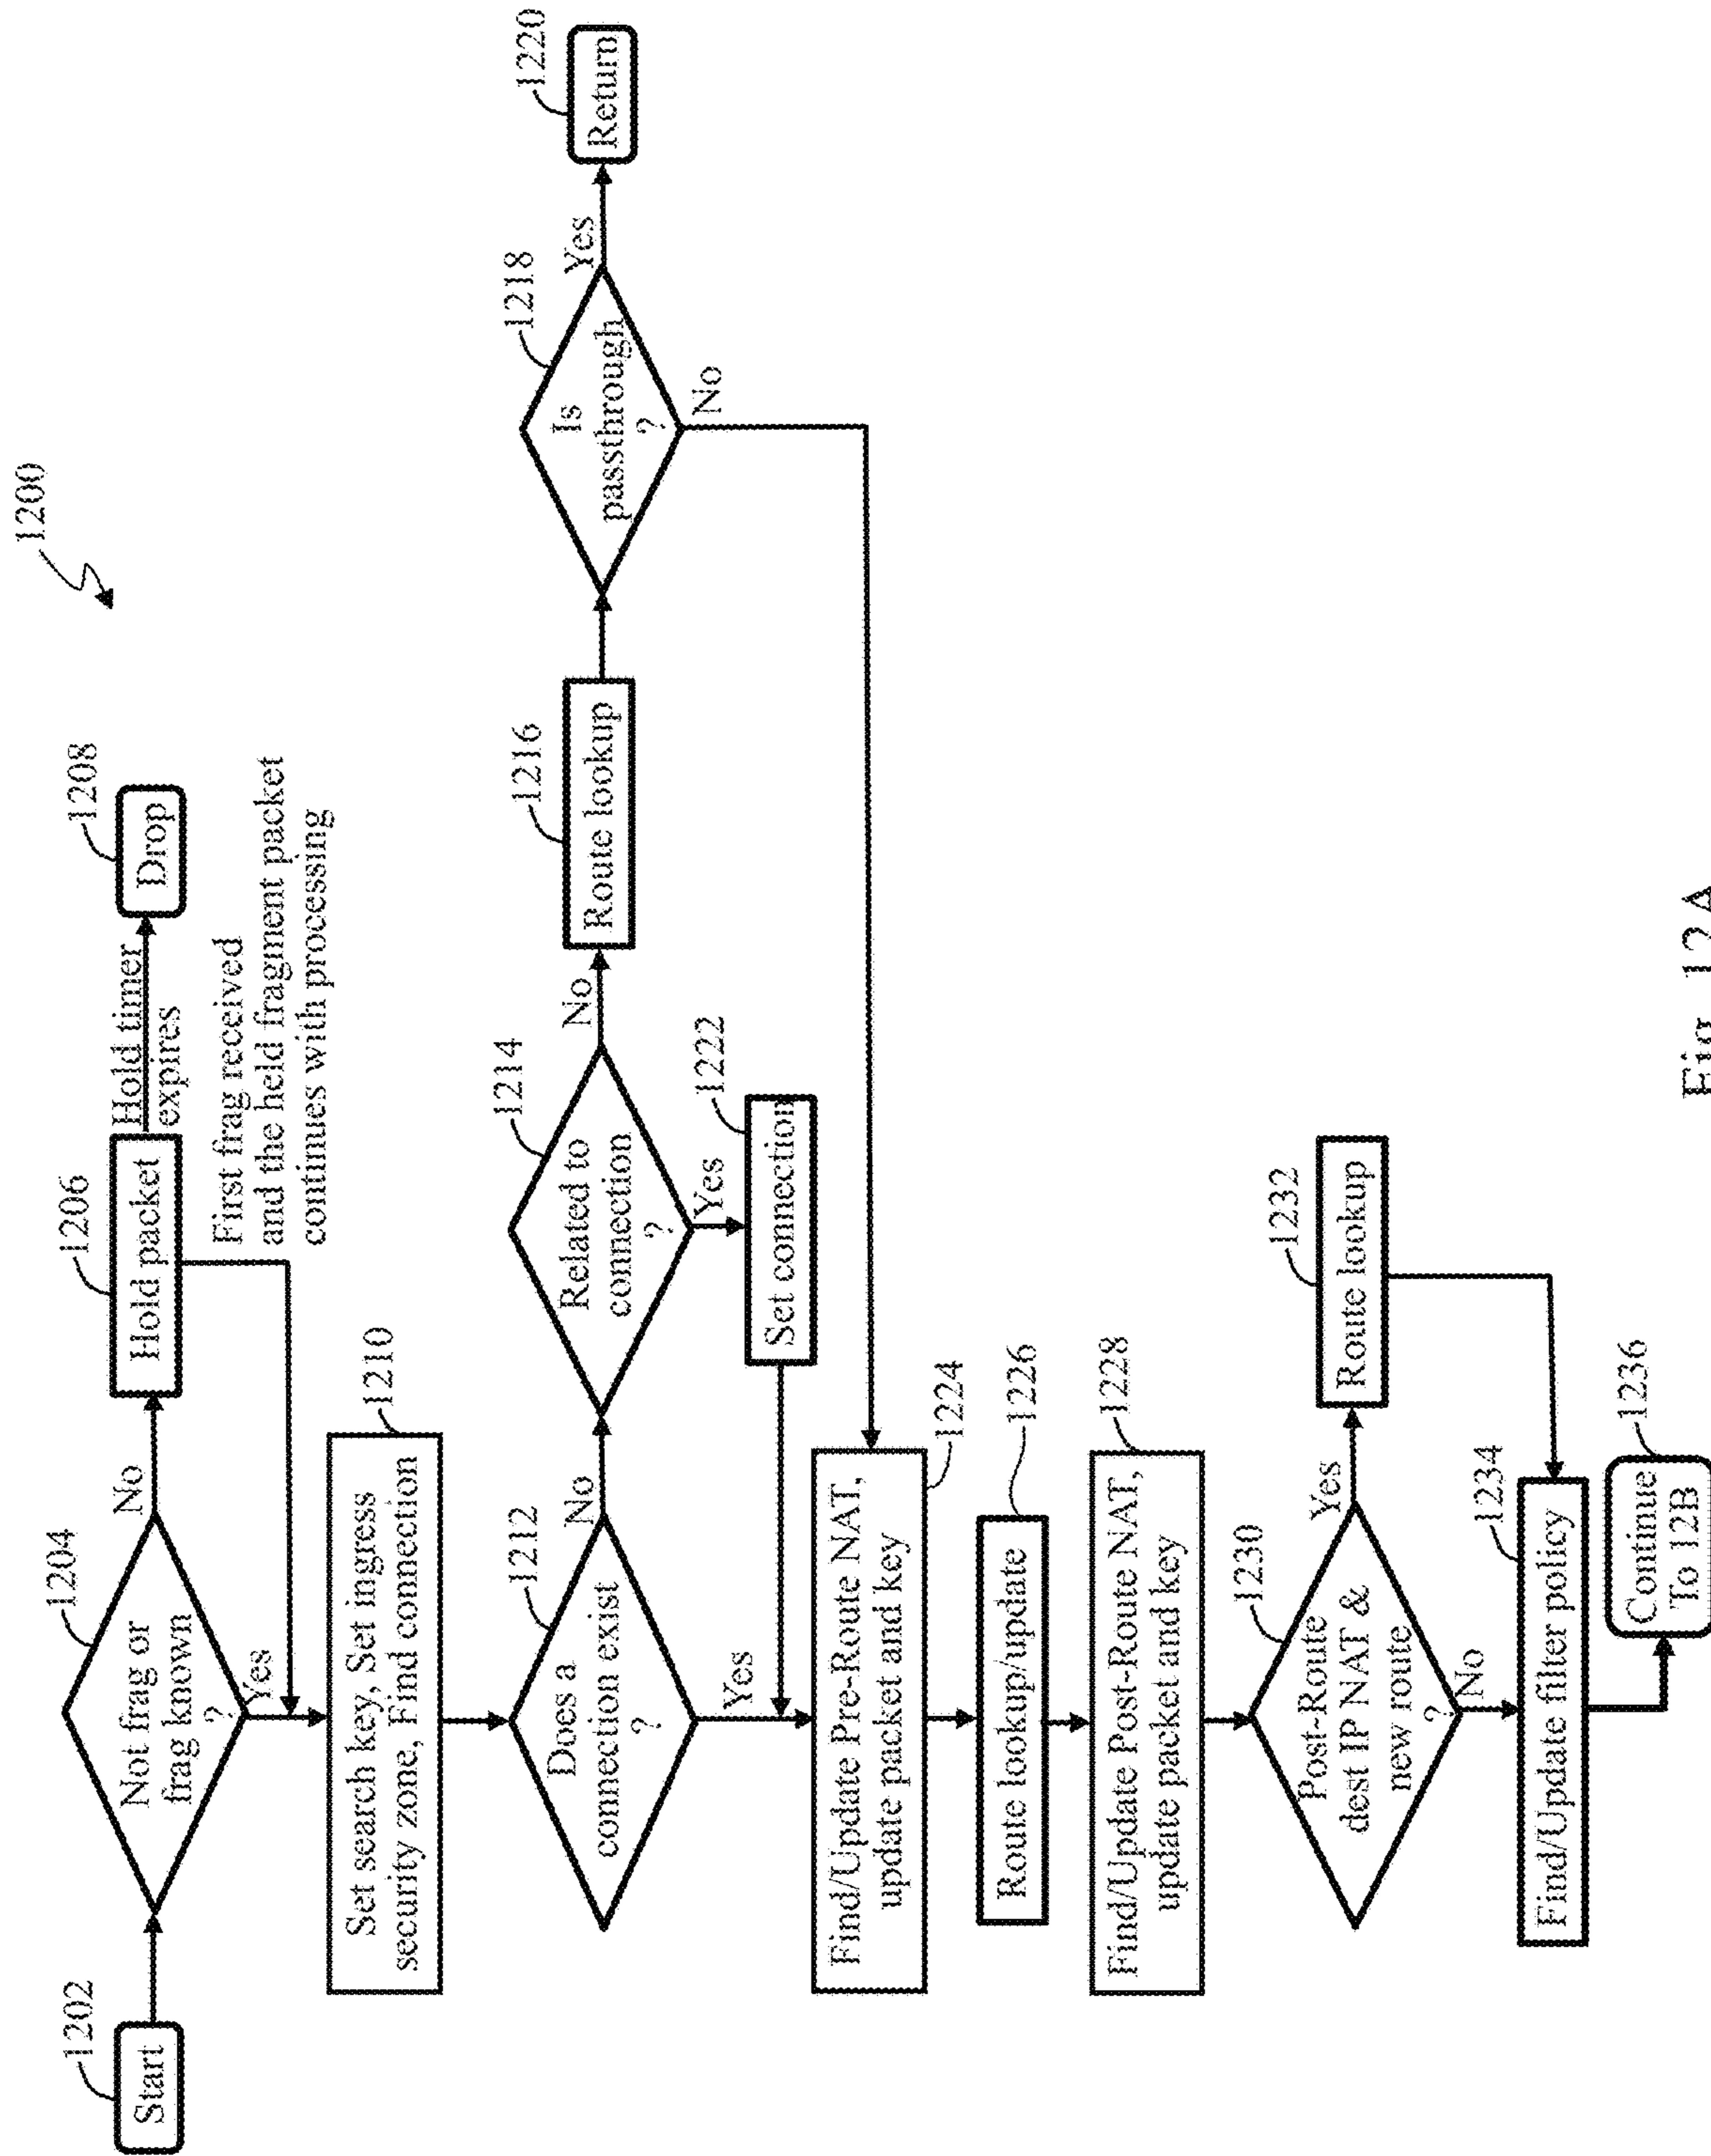 1200
1202
Start
1204
Not frag or
frag known
?
No
Yes
1206
Hold packet
Hold timer
expires
1208
Drop
First frag received
and the held fragment packet
continues with processing
1210
Set search key, Set ingress
security zone, Find connection
1212
Does a
connection exist
?
No
Yes
1214
Related to
connection
?
No
Yes
1216
Route lookup
1218
Is
passthrough
?
Yes
No
1220
Return
1222
Set connection
1224
Find/Update Pre-Route NAT,
update packet and key
1226
Route lookup/update
1228
Find/Update Post-Route NAT,
update packet and key
1230
Post-Route
dest IP NAT &
new route
?
Yes
No
1232
Route lookup
1234
Find/Update filter policy
1236
Continue
To 12B
Fig. 12A